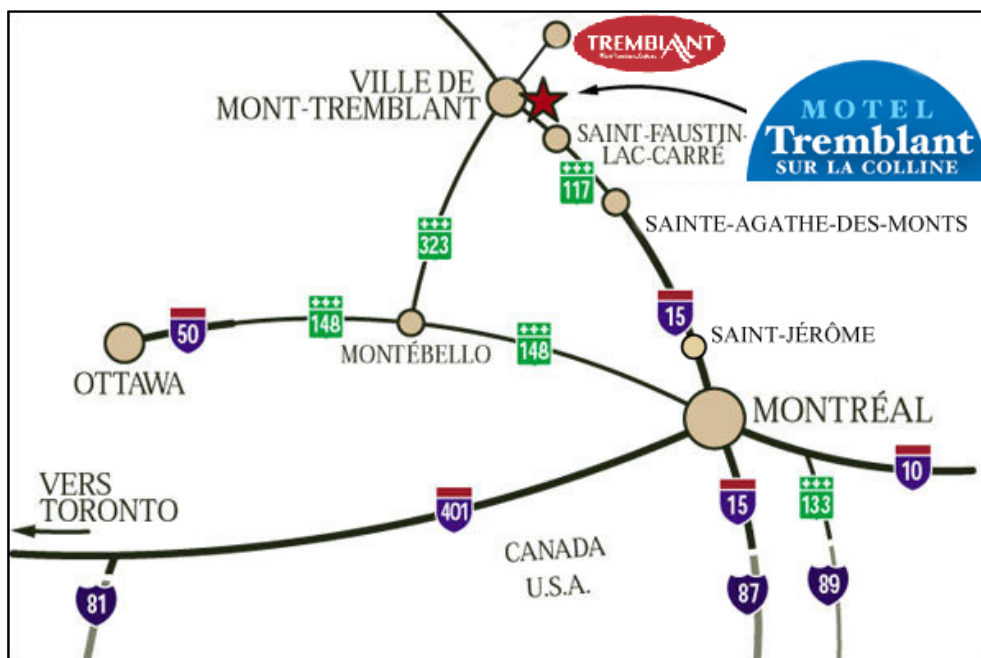 TREMBLANT
VILLE DE
MONT-TREMBLANT
MOTEL
Tremblant
SUR LA COLLINE
SAINT-FAUSTIN-
LAC-CARRÉ
117
SAINTE-AGATHE-DES-MONTS
323
15
50
148
148
SAINT-JÉRÔME
MONTÉBELLO
OTTAWA
MONTRÉAL
10
VERS
TORONTO
401
15
133
CANADA
U.S.A.
81
87
89